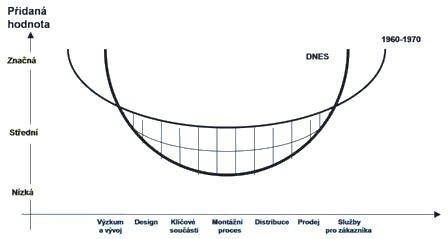 Přidaná
hodnota
1960-1970
Značná
DNES
Střední
Nízká
Výzkum
a vývoj
Design
Klíčové
součásti
Montážní
proces
Distribuce
Prodej
Služby
pro zákazníka